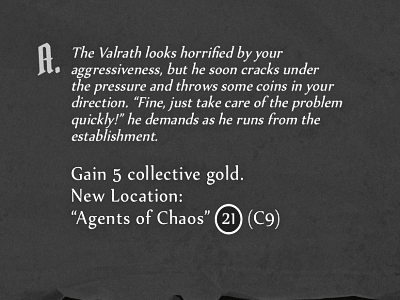 A. The Valrath looks horrified by your
aggressiveness, but he soon cracks under
the pressure and throws some coins in your
direction. “Fine, just take care of the problem
quickly!” he demands as he runs from the
establishment.
Gain 5 collective gold.
New Location:
“Agents of Chaos” 21 (C9)